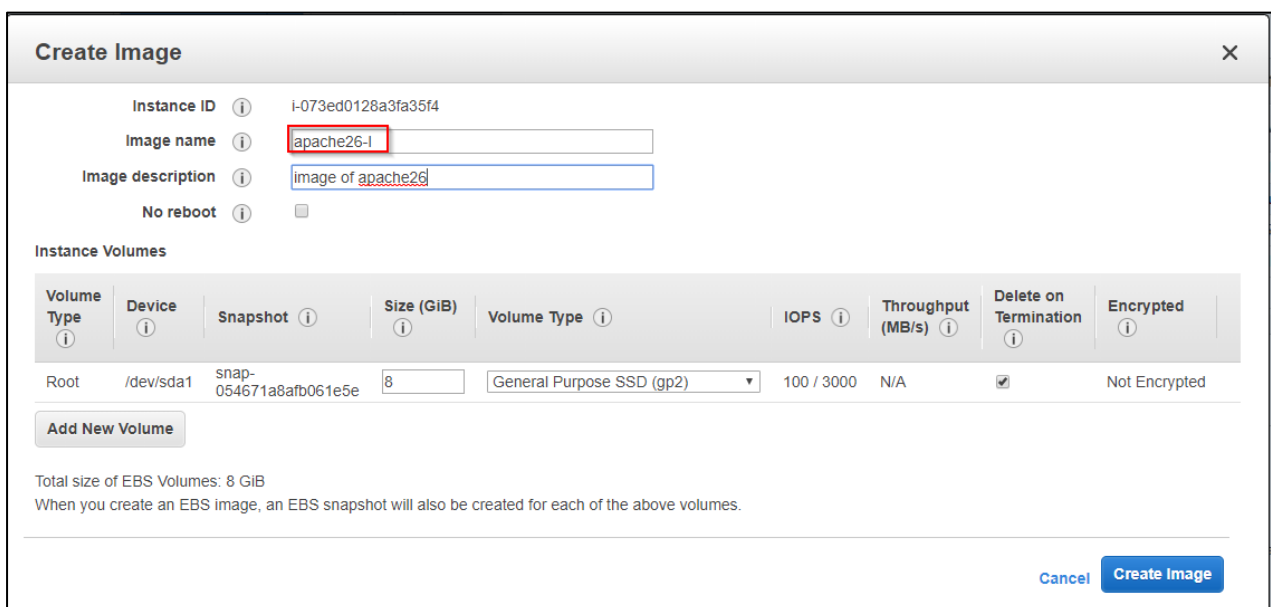 Create Image
Instance ID i-073ed0128a3fa35f4
Image name apache26-I
Image description image of apache26
No reboot
Instance Volumes
Volume Type Device Snapshot Size (GiB) Volume Type IOPS Throughput (MB/s) Delete on Termination Encrypted
Root /dev/sda1 snap-054671a8afb061e5e 8 General Purpose SSD (gp2) 100 / 3000 N/A Not Encrypted
Add New Volume
Total size of EBS Volumes: 8 GiB
When you create an EBS image, an EBS snapshot will also be created for each of the above volumes.
Cancel Create Image